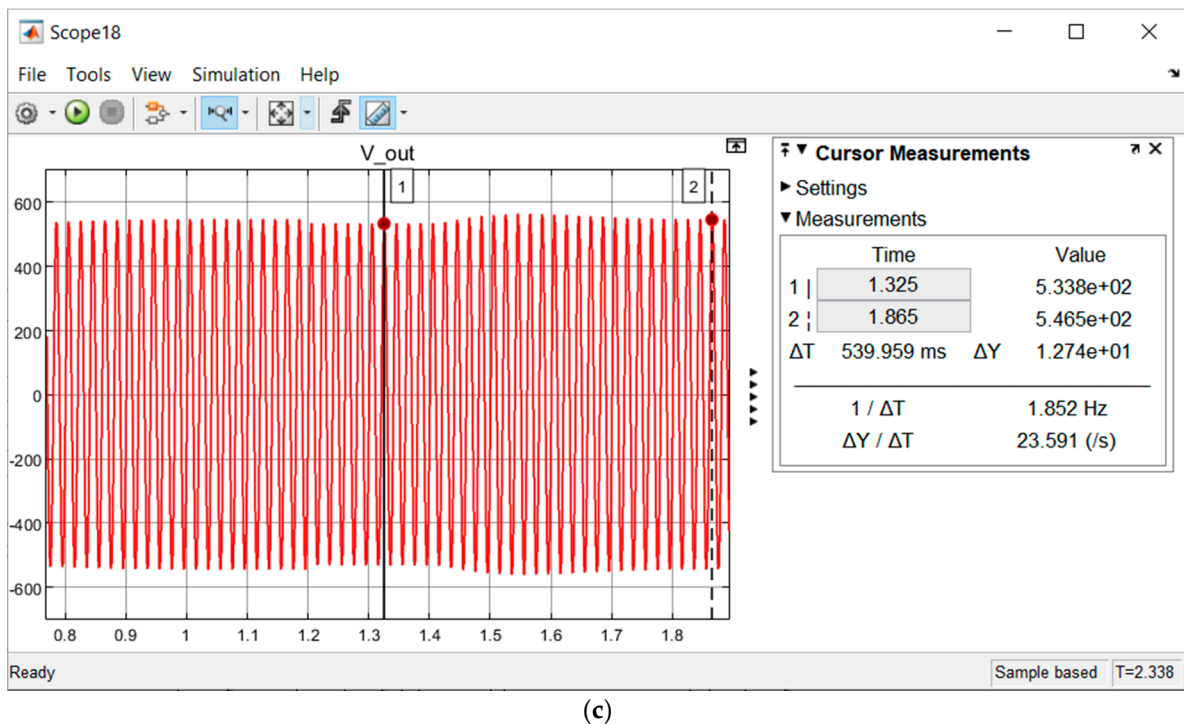 Scope18
File Tools View Simulation Help
V_out
1
2
600
400
200
0
-200
-400
-600
0.8 0.9 1 1.1 1.2 1.3 1.4 1.5 1.6 1.7 1.8
Cursor Measurements
Settings
Measurements
Time Value
1 | 1.325 5.338e+02
2 ¦ 1.865 5.465e+02
ΔT 539.959 ms ΔY 1.274e+01
1 / ΔT 1.852 Hz
ΔY / ΔT 23.591 (/s)
Ready Sample based T=2.338
(c)